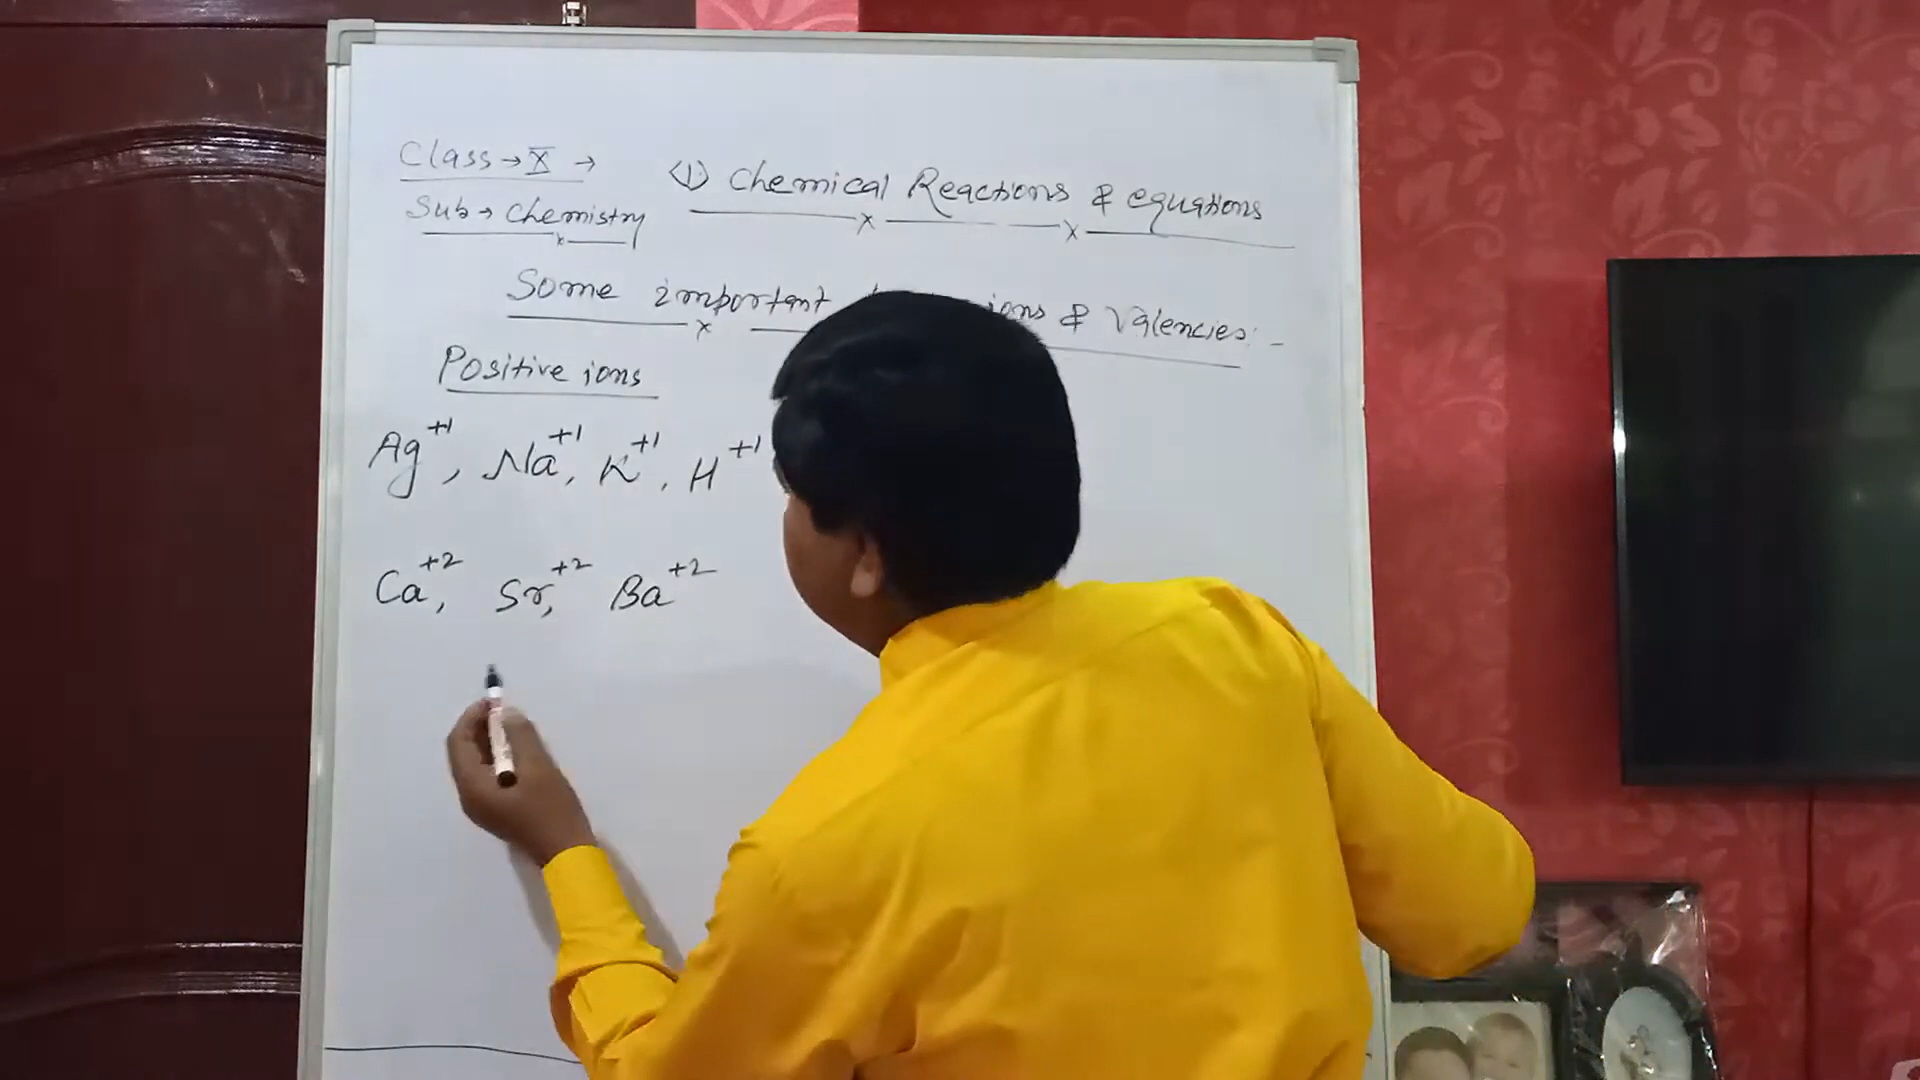 Class → X →
(1) Chemical Reactions & equations
Sub → Chemistry
Some important ions & Valencies:-
Positive ions
Ag⁺¹, Na⁺¹, K⁺¹, H⁺¹
Ca⁺², Sr⁺², Ba⁺²